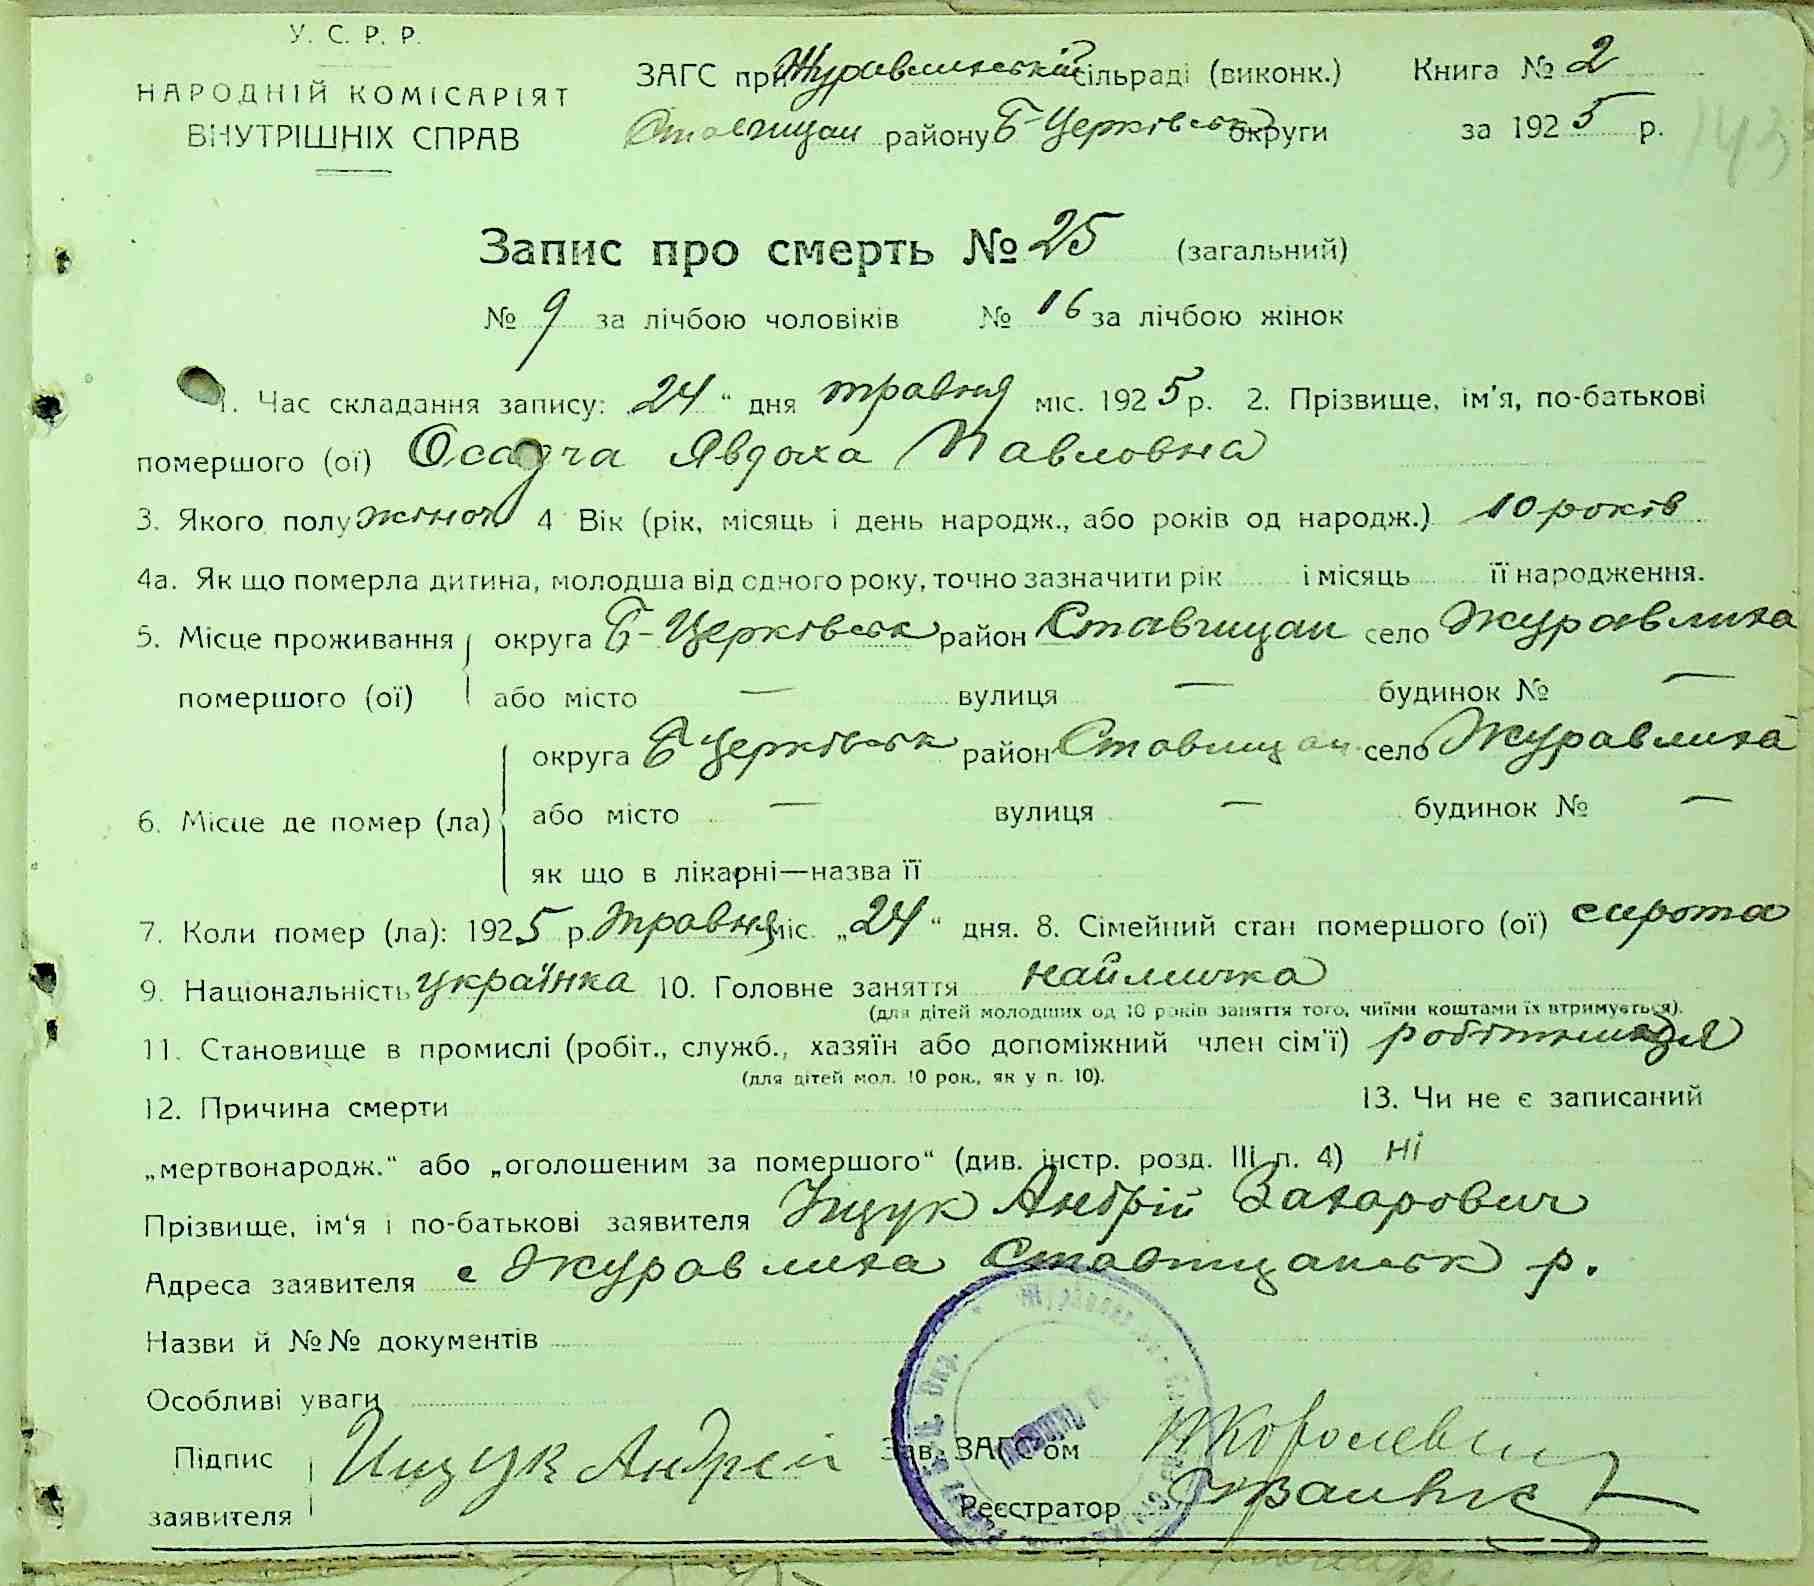 У. С. Р. Р.
НАРОДНІЙ КОМІСАРІЯТ
ВНУТРІШНІХ СПРАВ
ЗАГС при Журавлиській сільраді (виконк.) Книга № 2
Ставищан району Б-Церківськ округи за 1925 р.
143
Запис про смерть № 25 (загальний)
№ 9 за лічбою чоловіків № 16 за лічбою жінок
1. Час складання запису: „24“ дня травня міс. 1925 р. 2. Прізвище, ім'я, по-батькові
помершого (ої) Осадча Явдоха Павловна
3. Якого полу жіноч 4 Вік (рік, місяць і день народж., або років од народж.) 10 років
4а. Як що померла дитина, молодша від одного року, точно зазначити рік і місяць її народження.
5. Місце проживання округа Б-Церківськ район Ставищан село Журавлиха
помершого (ої) або місто — вулиця — будинок № —
округа Б Церківськ район Ставищан село Журавлиха
6. Місце де помер (ла) або місто — вулиця — будинок № —
як що в лікарні—назва її
7. Коли помер (ла): 1925 р. Травня міс. „24“ дня. 8. Сімейний стан помершого (ої) сирота
9. Національність українка 10. Головне заняття наймичка
(для дітей молодших од 10 років заняття того, чиїми коштами їх втримується).
11. Становище в промислі (робіт., служб., хазяїн або допоміжний член сім'ї) робітниця
(для дітей мол. 10 рок., як у п. 10).
12. Причина смерти 13. Чи не є записаний
„мертвонародж.“ або „оголошеним за помершого“ (див. інстр. розд. III п. 4) ні
Прізвище, ім'я і по-батькові заявителя Іщук Андрій Захарович
Адреса заявителя с Журавлиха Ставищанськ р.
Назви й №№ документів
Особливі уваги
Підпис заявителя Ищук Андрей Зав. ЗАГС'ом
Реєстратор